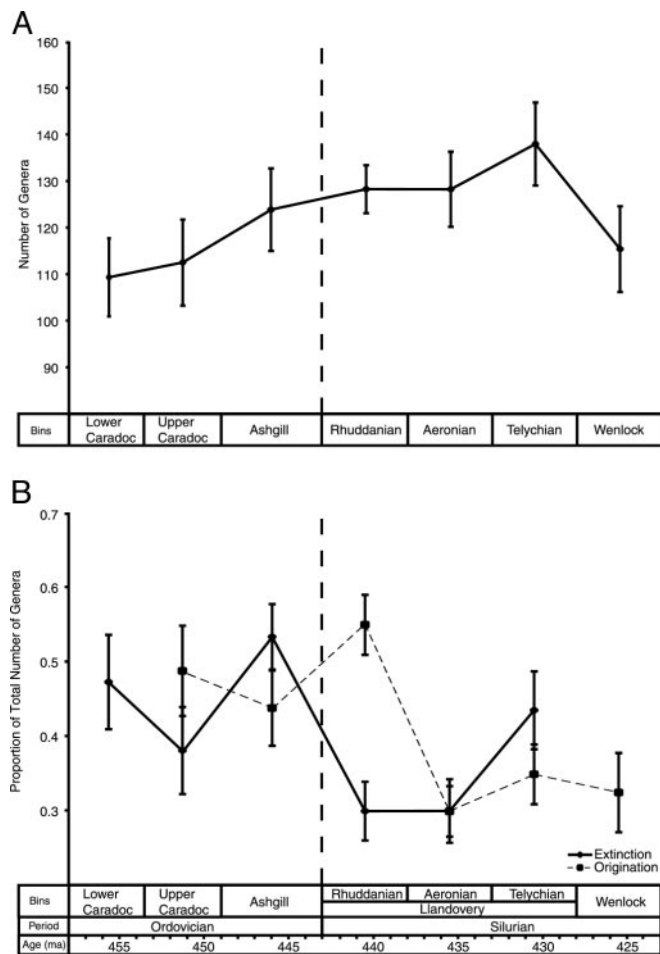 A
160
150
140
130
120
110
100
90
Number of Genera
Bins
Lower Caradoc
Upper Caradoc
Ashgill
Rhuddanian
Aeronian
Telychian
Wenlock
B
0.7
0.6
0.5
0.4
0.3
Proportion of Total Number of Genera
Extinction
Origination
Bins
Lower Caradoc
Upper Caradoc
Ashgill
Rhuddanian
Aeronian
Telychian
Llandovery
Wenlock
Period
Ordovician
Silurian
Age (ma)
455
450
445
440
435
430
425